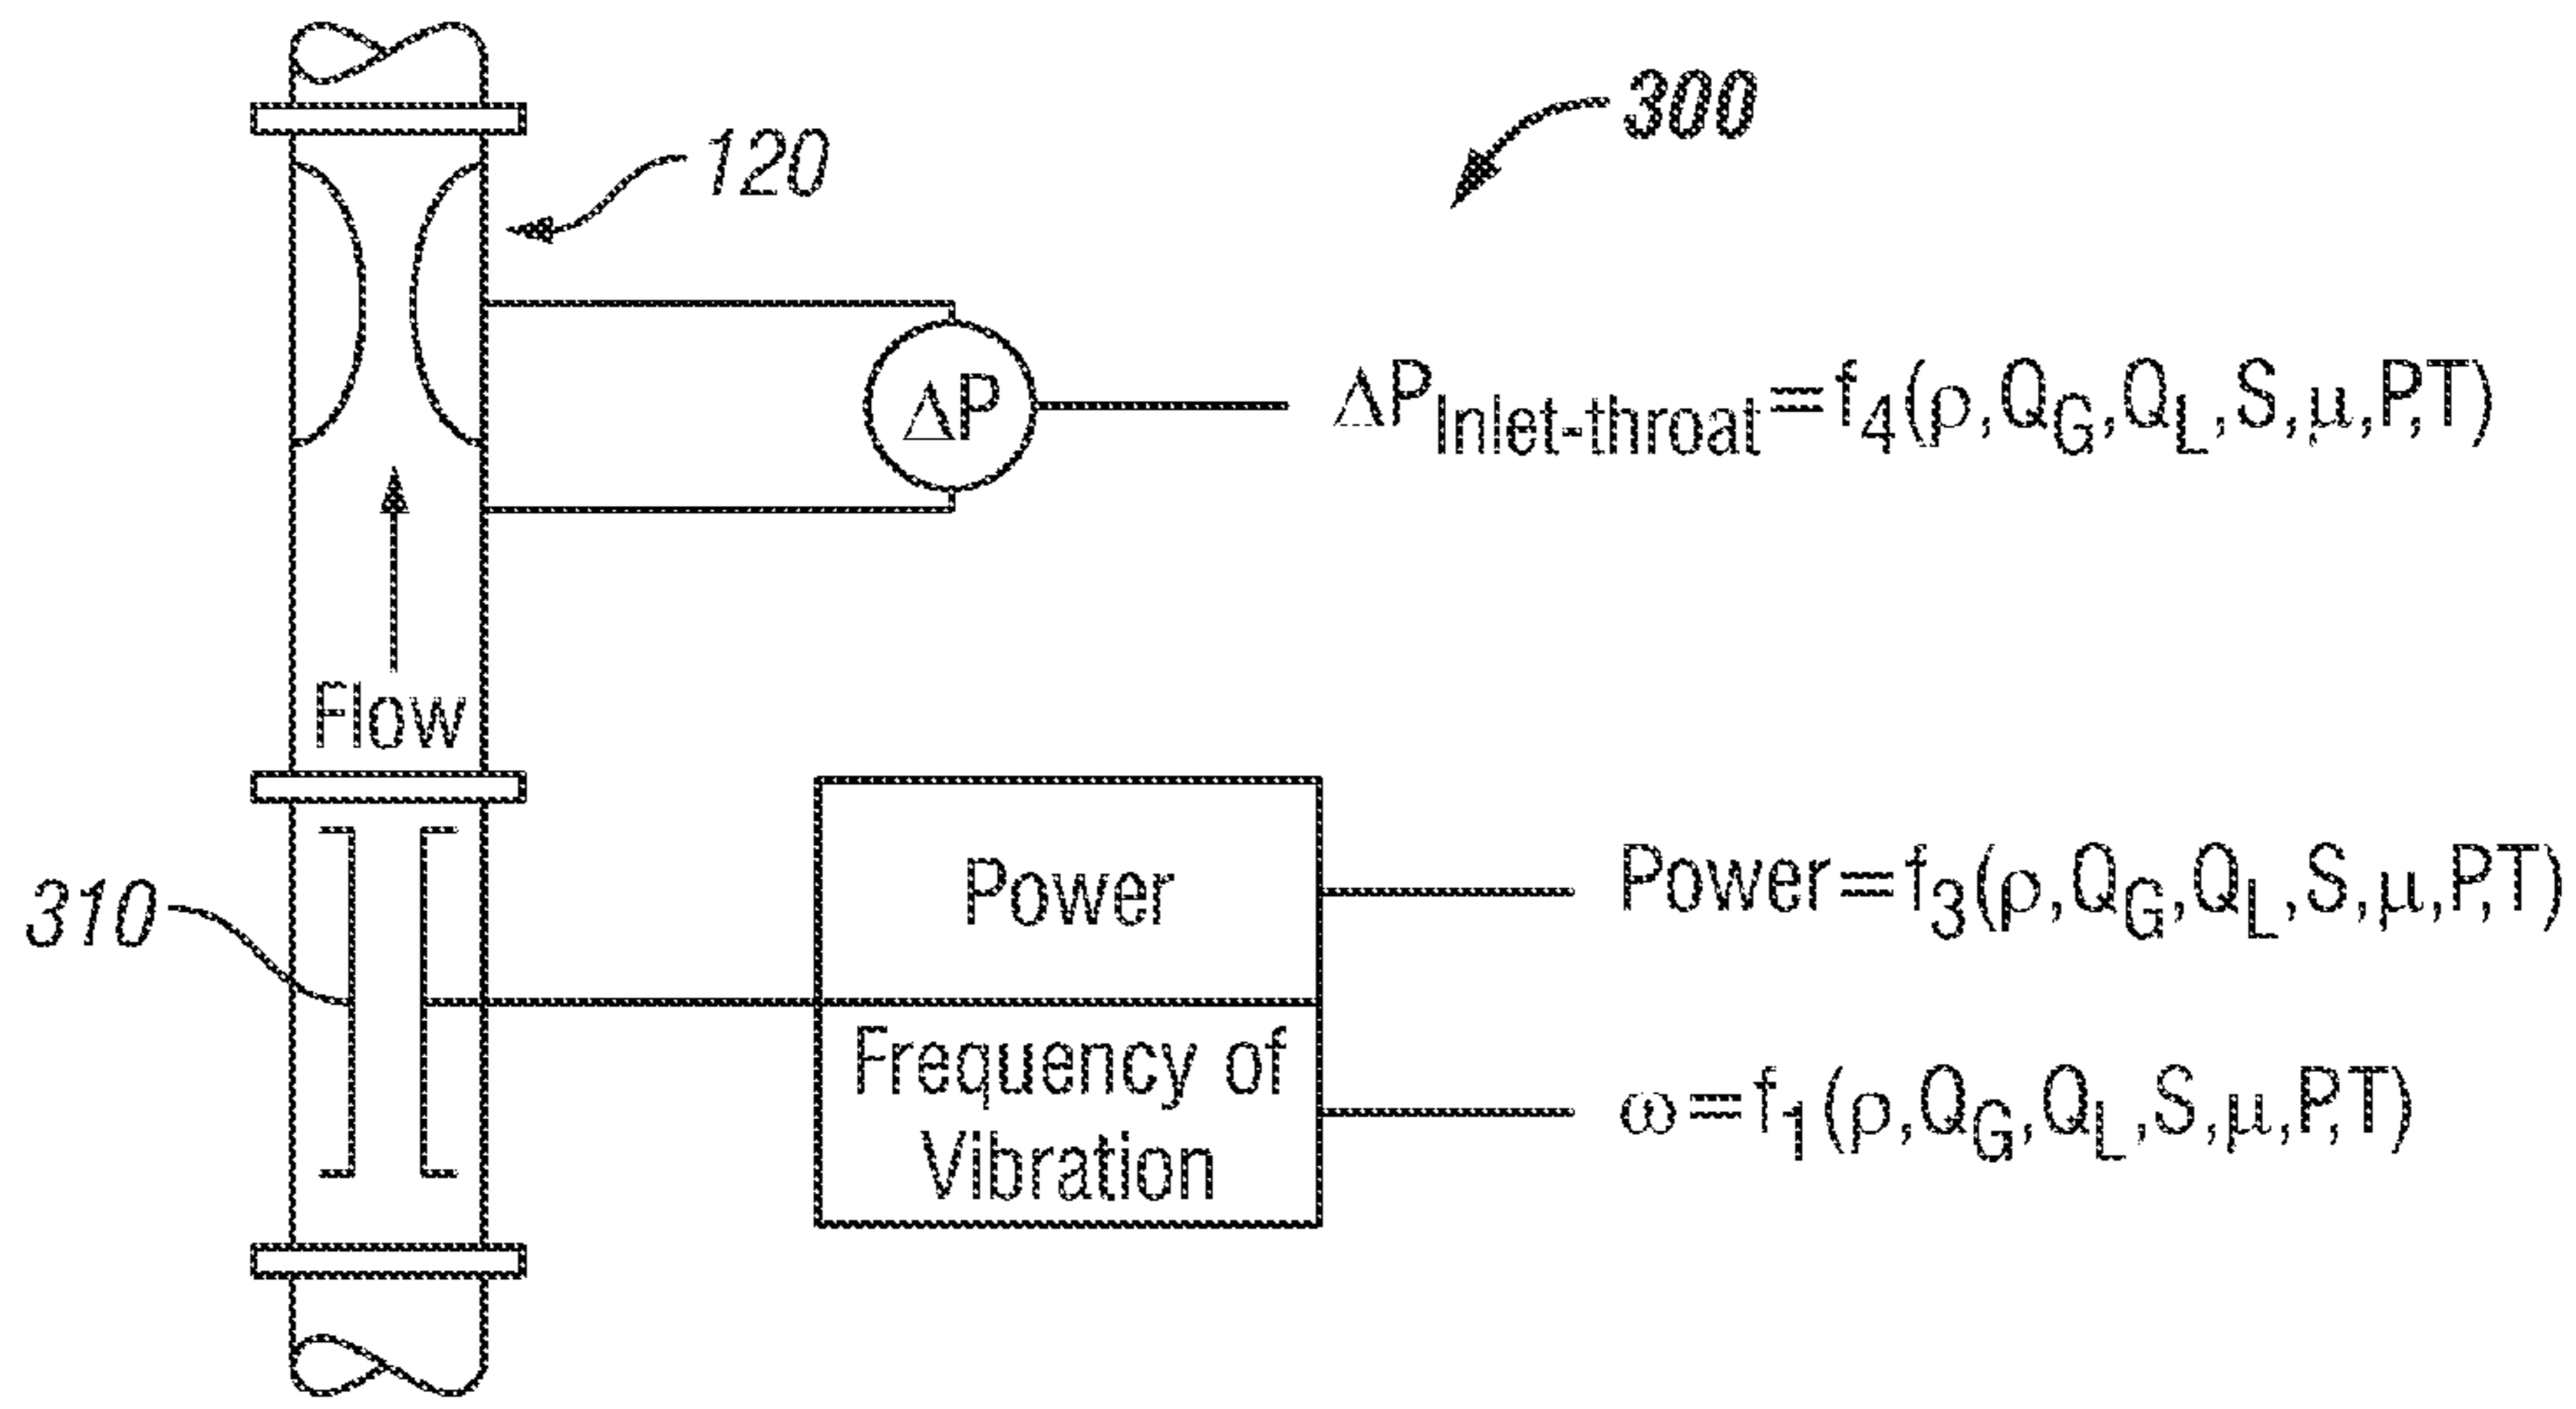 300
120
ΔP
ΔP_Inlet-throat=f_4(ρ,Q_G,Q_L,S,μ,P,T)
Flow
310
Power
Power=f_3(ρ,Q_G,Q_L,S,μ,P,T)
Frequency of
Vibration
ω=f_1(ρ,Q_G,Q_L,S,μ,P,T)